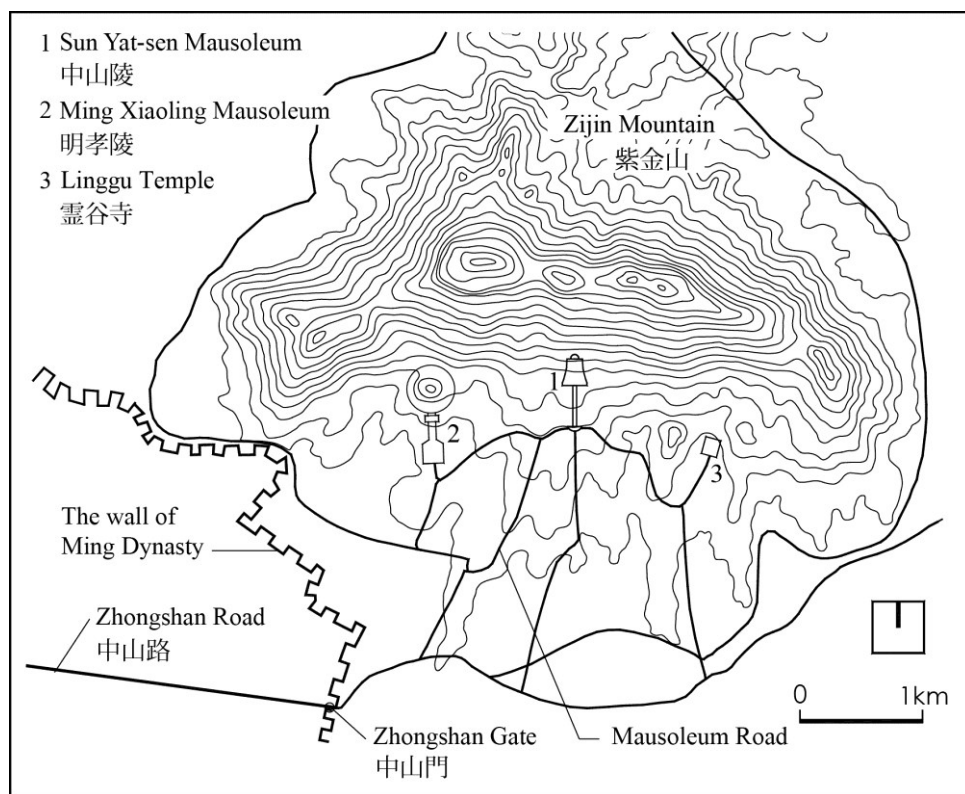 1 Sun Yat-sen Mausoleum
中山陵
2 Ming Xiaoling Mausoleum
明孝陵
3 Linggu Temple
霊谷寺
Zijin Mountain
紫金山
1
2
3
The wall of
Ming Dynasty
Zhongshan Road
中山路
0 1km
Zhongshan Gate
中山門
Mausoleum Road